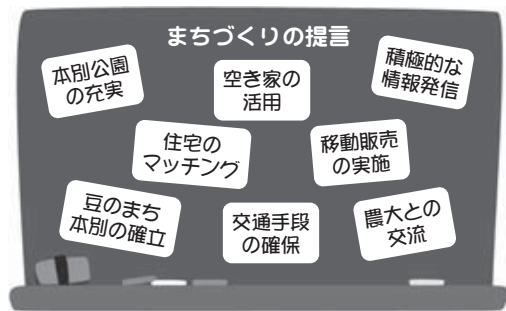 まちづくりの提言
本別公園
の充実
空き家の
活用
積極的な
情報発信
住宅の
マッチング
移動販売
の実施
豆のまち
本別の確立
交通手段
の確保
農大との
交流